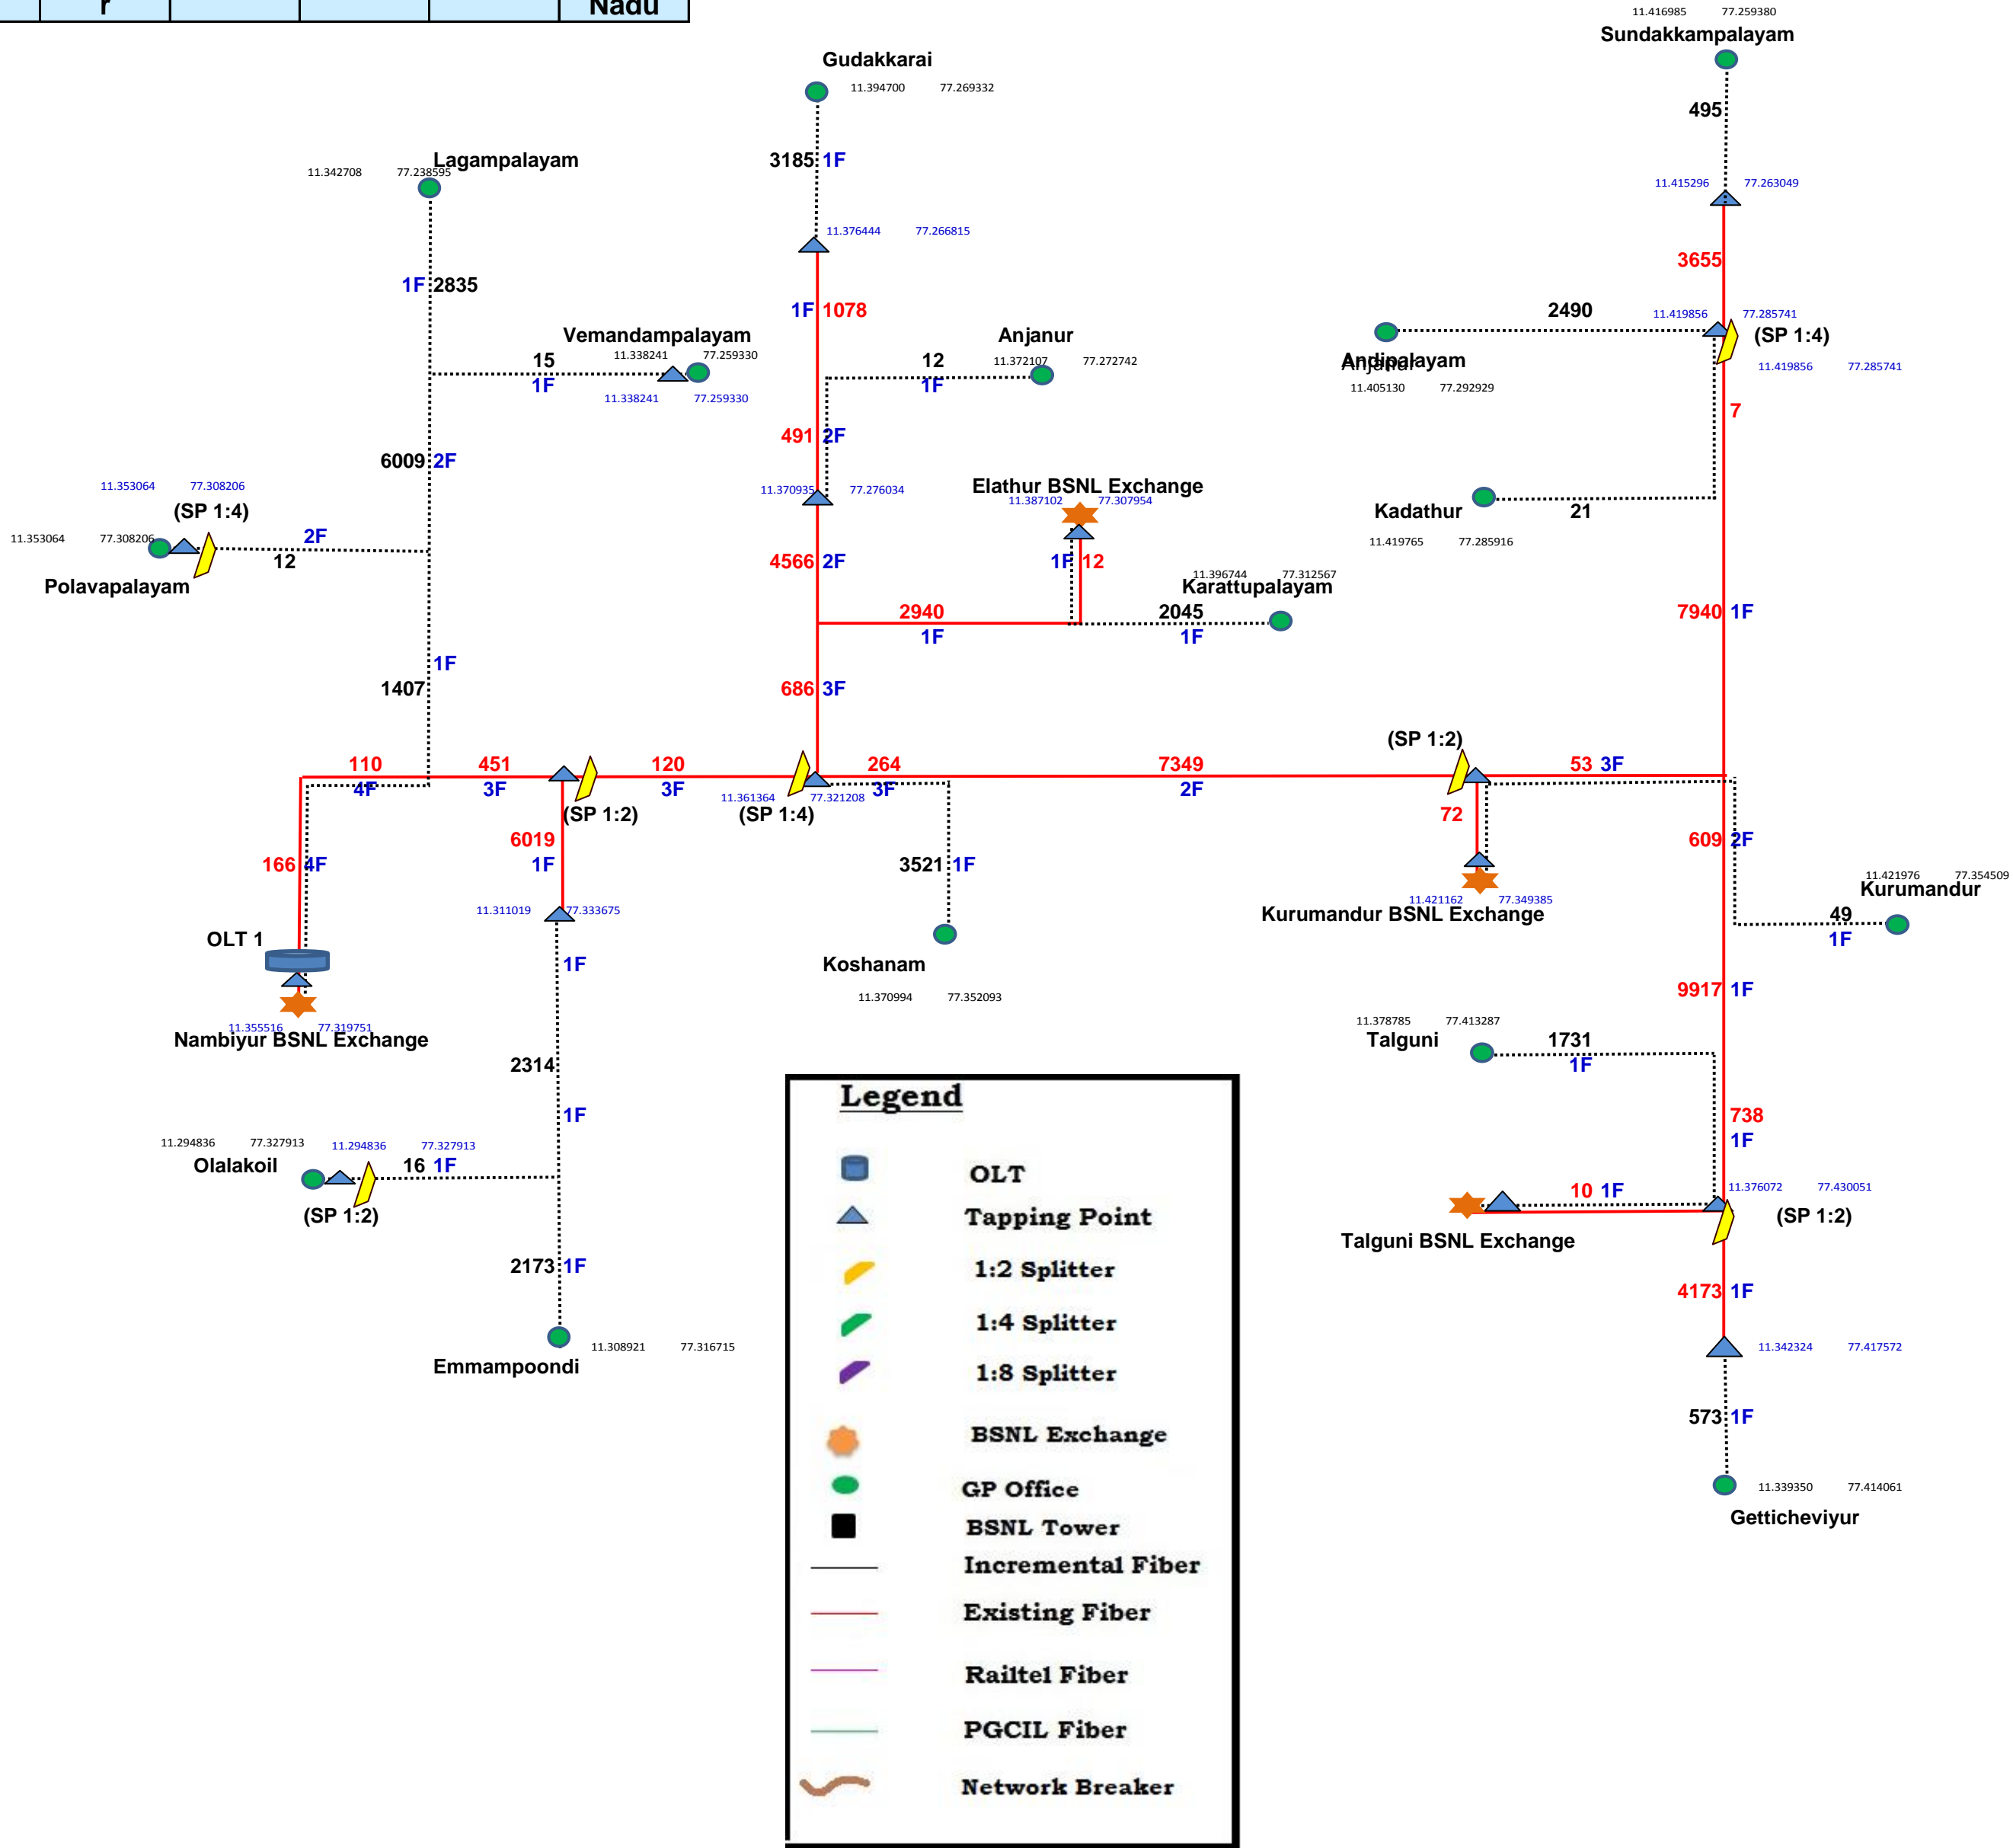 r Nadu
11.416985 77.259380
Sundakkampalayam
Gudakkarai
11.394700 77.269332
495
Lagampalayam
11.342708 77.238595
3185 1F
11.415296 77.263049
11.376444 77.266815
3655
1F 2835
1F 1078
2490
11.419856 77.285741
(SP 1:4)
Vemandampalayam
11.338241 77.259330
15
1F
11.338241 77.259330
Anjanur
12
11.372107 77.272742
1F
Andipalayam
11.405130 77.292929
11.419856 77.285741
7
491 2F
6009 2F
11.353064 77.308206
(SP 1:4)
11.370935 77.276034
Elathur BSNL Exchange
11.387102 77.307954
Kadathur
21
11.419765 77.285916
11.353064 77.308206
2F
12
Polavapalayam
4566 2F
1F 12
11.396744 77.312567
Karattupalayam
2940
1F
2045
1F
7940 1F
1F
1407
686 3F
(SP 1:2)
110
4F
451
3F
120
3F
264
3F
7349
2F
53 3F
(SP 1:2)
11.361364 77.321208
(SP 1:4)
72
6019
1F
609 2F
166 4F
3521 1F
11.421976 77.354509
Kurumandur
11.421162 77.349385
Kurumandur BSNL Exchange
49
1F
11.311019 77.333675
OLT 1
1F
Koshanam
11.370994 77.352093
9917 1F
11.355516 77.319751
Nambiyur BSNL Exchange
11.378785 77.413287
Talguni
1731
1F
2314
1F
738
1F
11.294836 77.327913
11.294836 77.327913
Olalakoil
16 1F
(SP 1:2)
10 1F
11.376072 77.430051
(SP 1:2)
Talguni BSNL Exchange
2173 1F
4173 1F
11.308921 77.316715
Emmampoondi
11.342324 77.417572
573 1F
11.339350 77.414061
Getticheviyur
Legend
OLT
Tapping Point
1:2 Splitter
1:4 Splitter
1:8 Splitter
BSNL Exchange
GP Office
BSNL Tower
Incremental Fiber
Existing Fiber
Railtel Fiber
PGCIL Fiber
Network Breaker